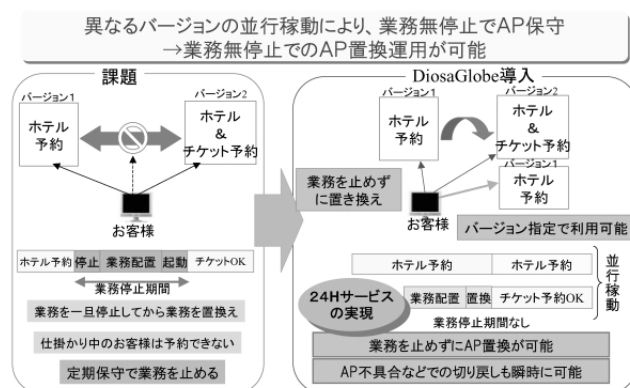 異なるバージョンの並行稼動により、業務無停止でAP保守
→業務無停止でのAP置換運用が可能
課題
バージョン1
ホテル
予約
バージョン2
ホテル
&
チケット予約
お客様
ホテル予約 停止 業務配置 起動 チケットOK
業務停止期間
業務を一旦停止してから業務を置換え
仕掛かり中のお客様は予約できない
定期保守で業務を止める
DiosaGlobe導入
バージョン1
ホテル
予約
バージョン2
ホテル
&
チケット予約
バージョン1
ホテル
予約
業務を止めず
に置き換え
お客様
バージョン指定で利用可能
ホテル予約 ホテル予約
24Hサービス
の実現
業務配置 置換 チケット予約OK
並行稼動
業務停止期間なし
業務を止めずにAP置換が可能
AP不具合などでの切り戻しも瞬時に可能